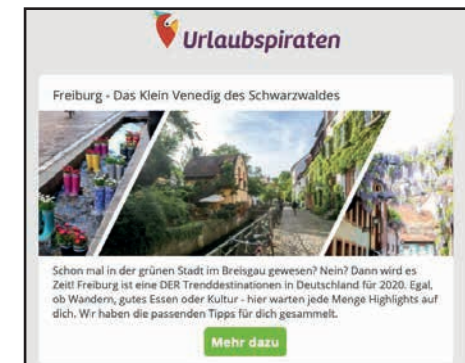 Urlaubspiraten
Freiburg - Das Klein Venedig des Schwarzwaldes
Schon mal in der grünen Stadt im Breisgau gewesen? Nein? Dann wird es
Zeit! Freiburg ist eine DER Trenddestinationen in Deutschland für 2020. Egal,
ob Wandern, gutes Essen oder Kultur - hier warten jede Menge Highlights auf
dich. Wir haben die passenden Tipps für dich gesammelt.
Mehr dazu